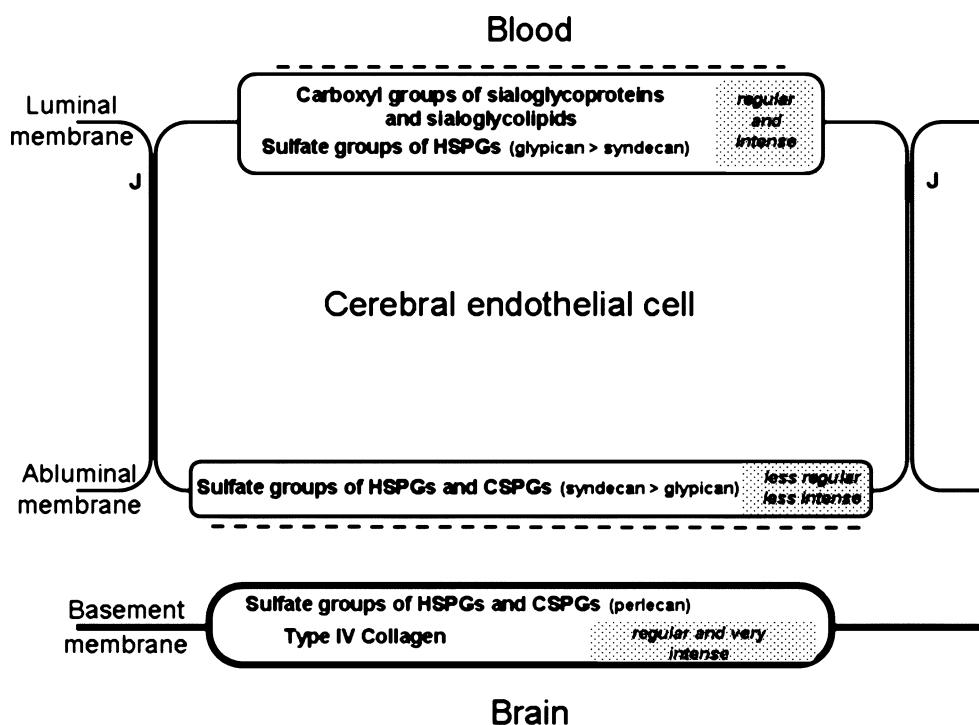 Blood
Luminal
membrane
Carboxyl groups of sialoglycoproteins
and sialoglycolipids
Sulfate groups of HSPGs (glypican > syndecan)
regular
and
intense
J
J
Cerebral endothelial cell
Abluminal
membrane
Sulfate groups of HSPGs and CSPGs (syndecan > glypican)
less regular
less intense
Basement
membrane
Sulfate groups of HSPGs and CSPGs (perlecan)
Type IV Collagen
regular and very
intense
Brain